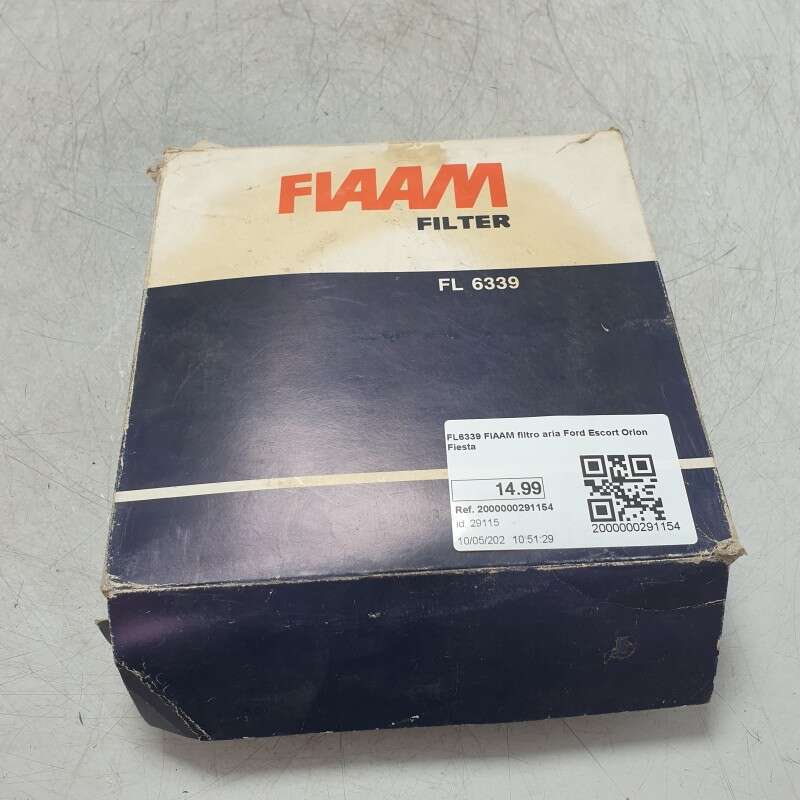 FIAAM
FILTER
FL 6339
FL6339 FIAAM filtro aria Ford Escort Orion
Fiesta
14.99
Ref. 2000000291154
id. 29115
10/05/202 10:51:29
2000000291154